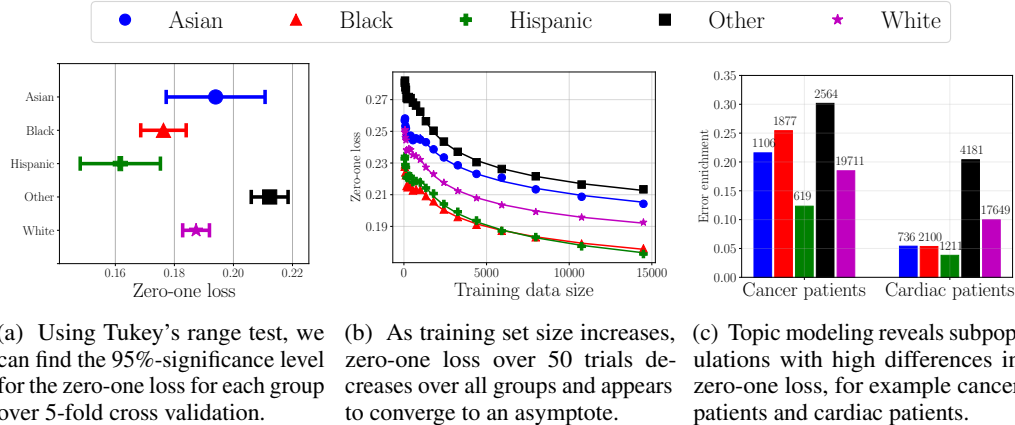 Asian Black Hispanic Other White
Asian
Black
Hispanic
Other
White
0.16 0.18 0.20 0.22
Zero-one loss
0.27
0.25
0.23
0.21
0.19
Zero-one loss
0 5000 10000 15000
Training data size
0.35
0.30
0.25
0.20
0.15
0.10
0.05
0.00
Error enrichment
1106 1877 619 2564 19711
736 2100 1211 4181 17649
Cancer patients Cardiac patients
(a) Using Tukey's range test, we
can find the 95%-significance level
for the zero-one loss for each group
over 5-fold cross validation.
(b) As training set size increases,
zero-one loss over 50 trials de-
creases over all groups and appears
to converge to an asymptote.
(c) Topic modeling reveals subpop
ulations with high differences in
zero-one loss, for example cancer
patients and cardiac patients.